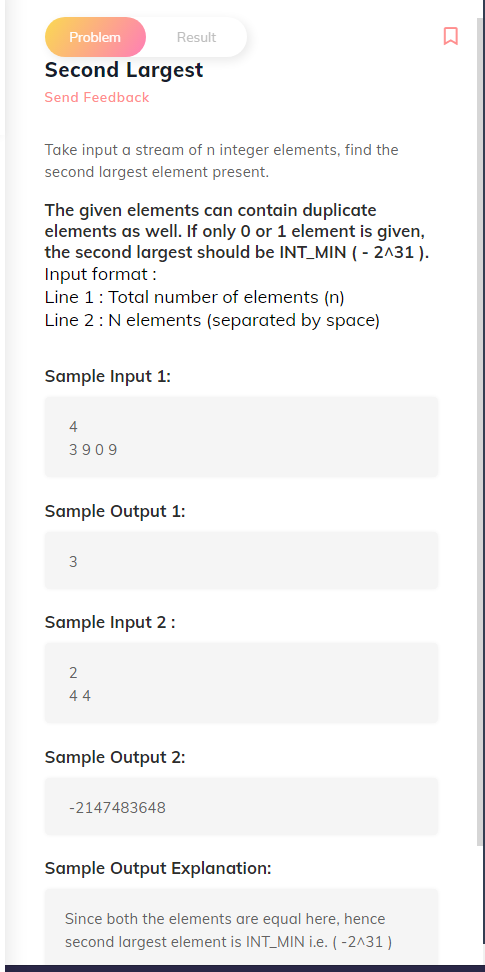 Problem
Result
Second Largest
Send Feedback
Take input a stream of n integer elements, find the
second largest element present.
The given elements can contain duplicate
elements as well. If only 0 or 1 element is given,
the second largest should be INT_MIN ( - 2^31 ).
Input format :
Line 1 : Total number of elements (n)
Line 2 : N elements (separated by space)
Sample Input 1:
4
3 9 0 9
Sample Output 1:
3
Sample Input 2 :
2
4 4
Sample Output 2:
-2147483648
Sample Output Explanation:
Since both the elements are equal here, hence
second largest element is INT_MIN i.e. ( -2^31 )